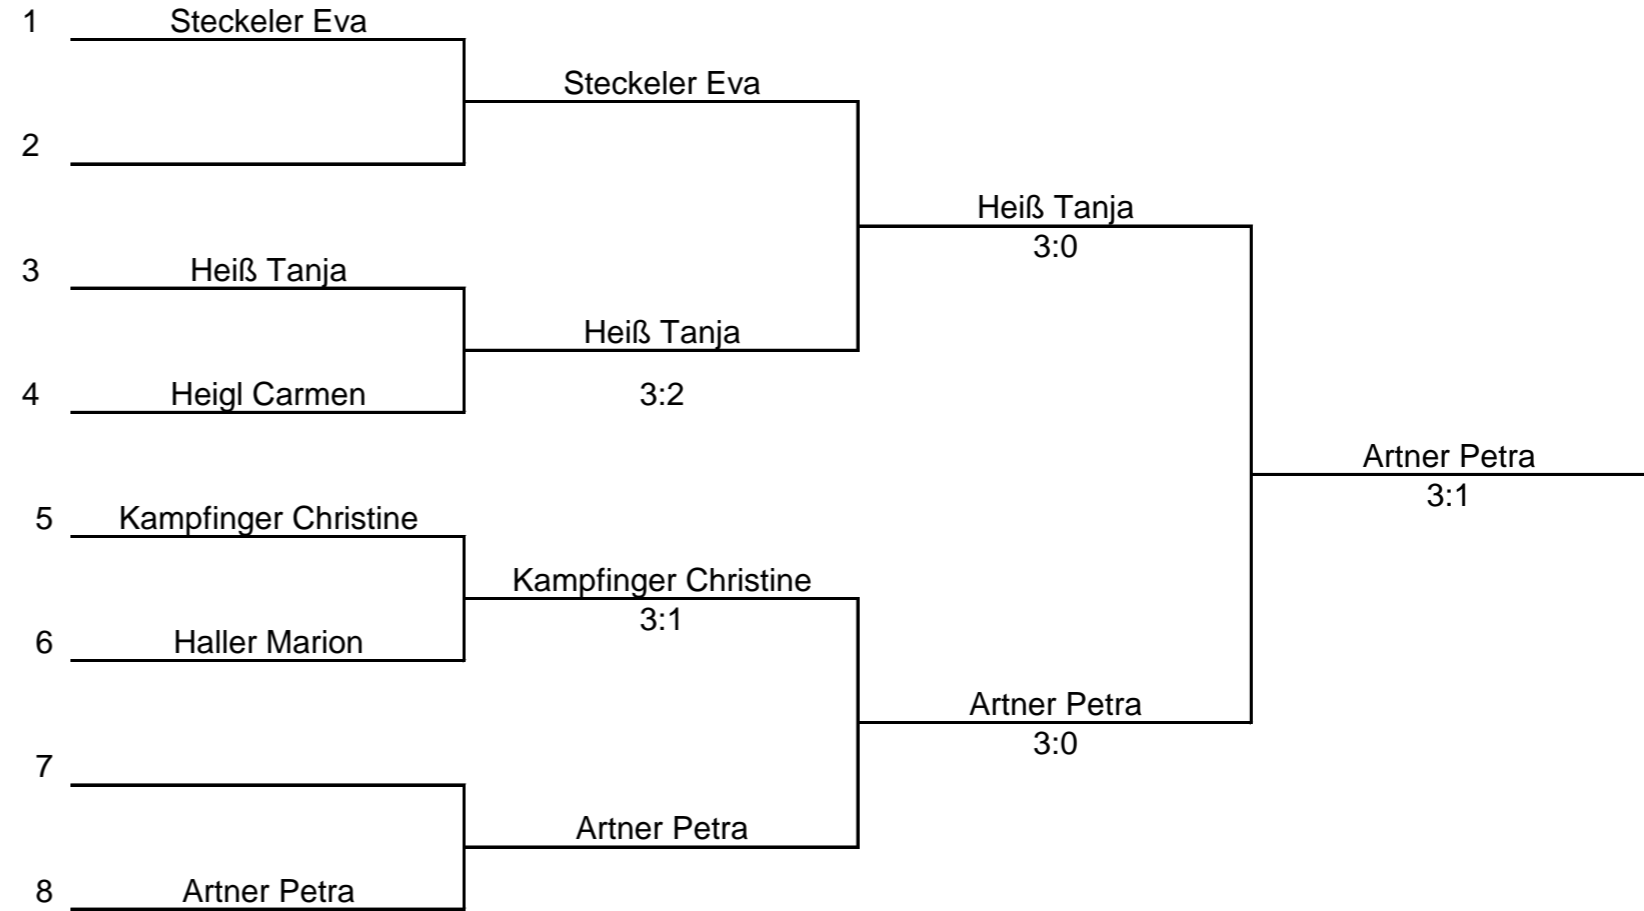 1 Steckeler Eva
Steckeler Eva
2
Heiß Tanja
3:0
3 Heiß Tanja
Heiß Tanja
4 Heigl Carmen 3:2
Artner Petra
3:1
5 Kampfinger Christine
Kampfinger Christine
3:1
6 Haller Marion
Artner Petra
3:0
7
Artner Petra
8 Artner Petra